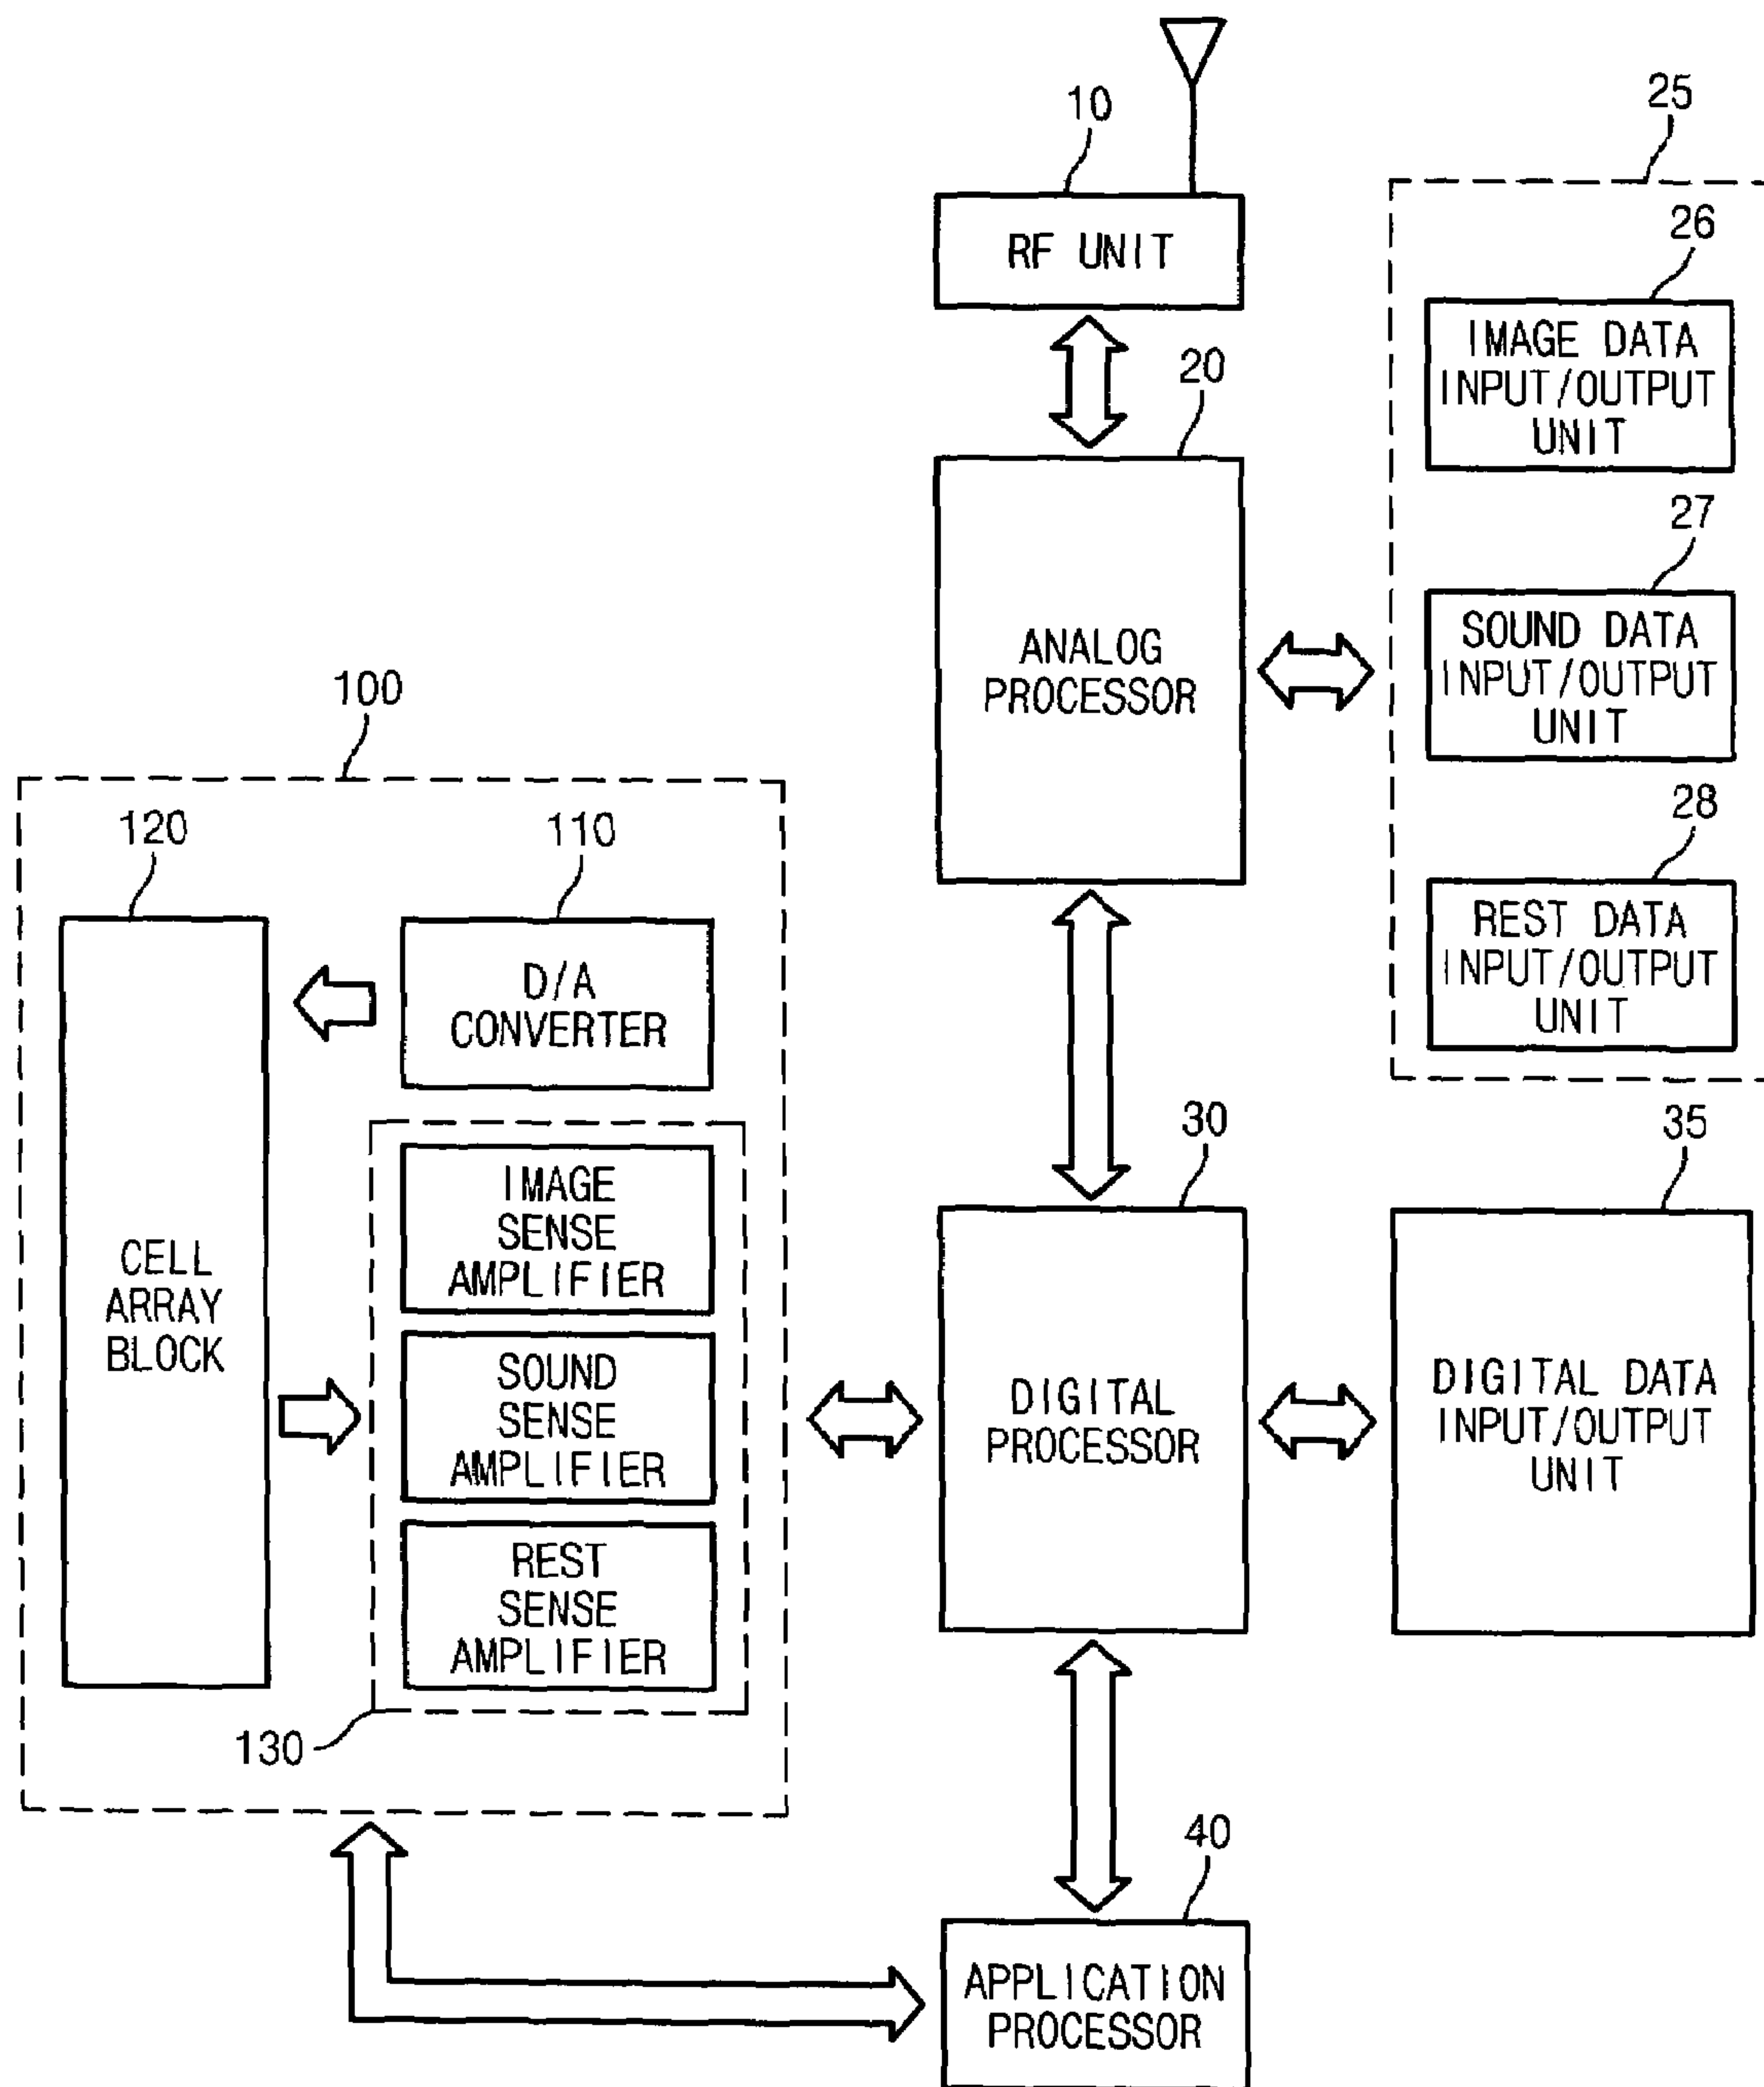 10
RF UNIT
25
26
IMAGE DATA
INPUT/OUTPUT
UNIT
20
ANALOG
PROCESSOR
27
SOUND DATA
INPUT/OUTPUT
UNIT
28
REST DATA
INPUT/OUTPUT
UNIT
100
120
CELL
ARRAY
BLOCK
110
D/A
CONVERTER
IMAGE
SENSE
AMPLIFIER
SOUND
SENSE
AMPLIFIER
REST
SENSE
AMPLIFIER
130
30
DIGITAL
PROCESSOR
35
DIGITAL DATA
INPUT/OUTPUT
UNIT
40
APPLICATION
PROCESSOR